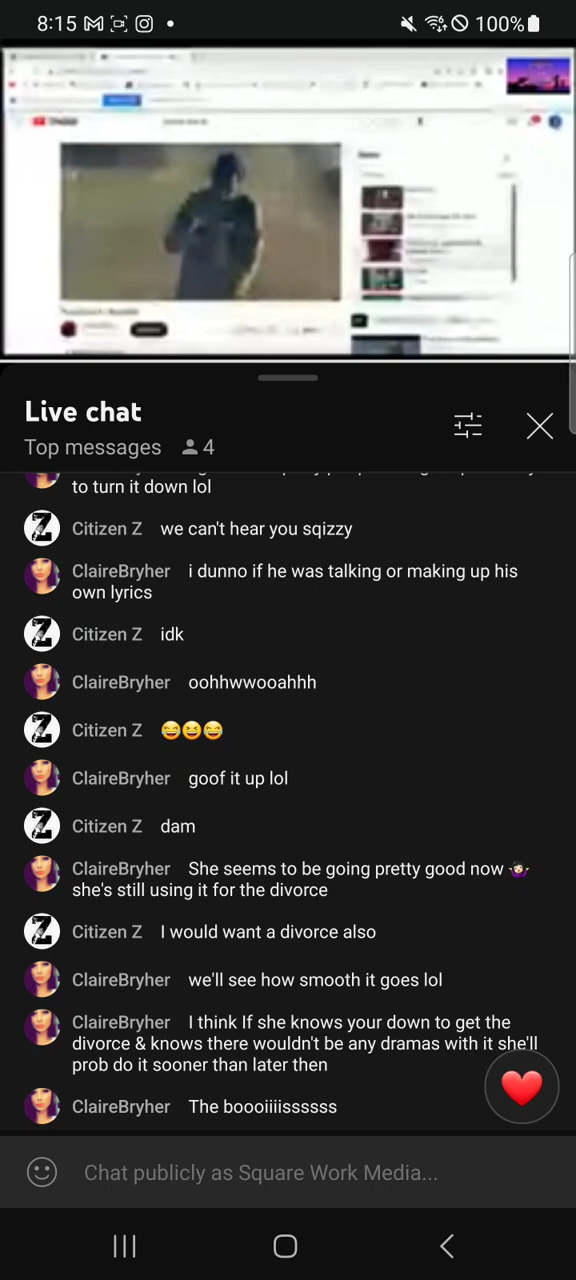 8:15
100%
Live chat
Top messages 4
to turn it down lol
Citizen Z we can't hear you sqizzy
ClaireBryher i dunno if he was talking or making up his
own lyrics
Citizen Z idk
ClaireBryher oohhwwooahhh
Citizen Z 😂😆😂
ClaireBryher goof it up lol
Citizen Z dam
ClaireBryher She seems to be going pretty good now 🤷🏻‍♀️
she's still using it for the divorce
Citizen Z I would want a divorce also
ClaireBryher we'll see how smooth it goes lol
ClaireBryher I think If she knows your down to get the
divorce & knows there wouldn't be any dramas with it she'll
prob do it sooner than later then
ClaireBryher The boooiiiissssss
Chat publicly as Square Work Media...